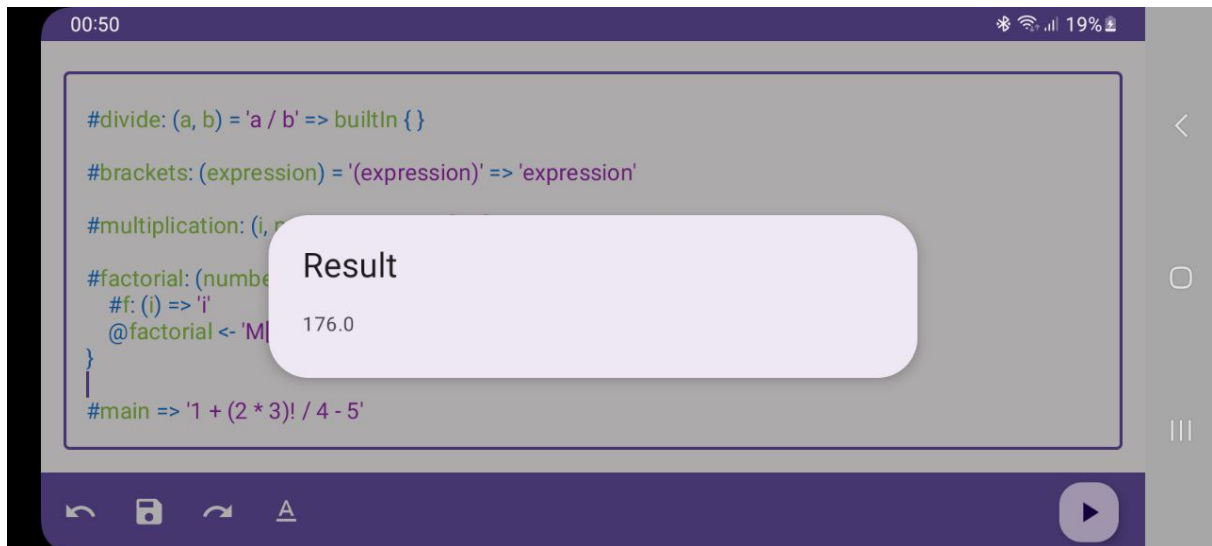 00:50
19%
#divide: (a, b) = 'a / b' => builtIn { }
#brackets: (expression) = '(expression)' => 'expression'
#multiplication: (i,
#factorial: (numbe
#f: (i) => 'i'
@factorial <- 'M
}
#main => '1 + (2 * 3)! / 4 - 5'
Result
176.0
A